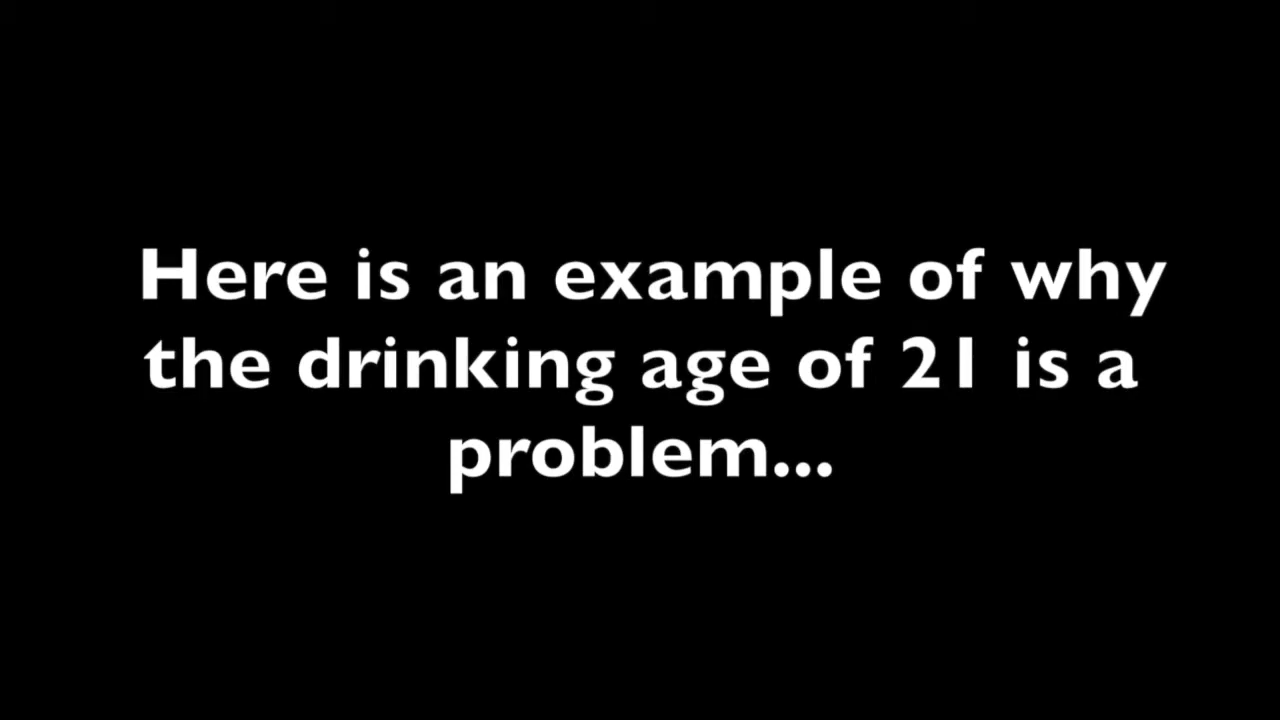 Here is an example of why
the drinking age of 21 is a
problem...